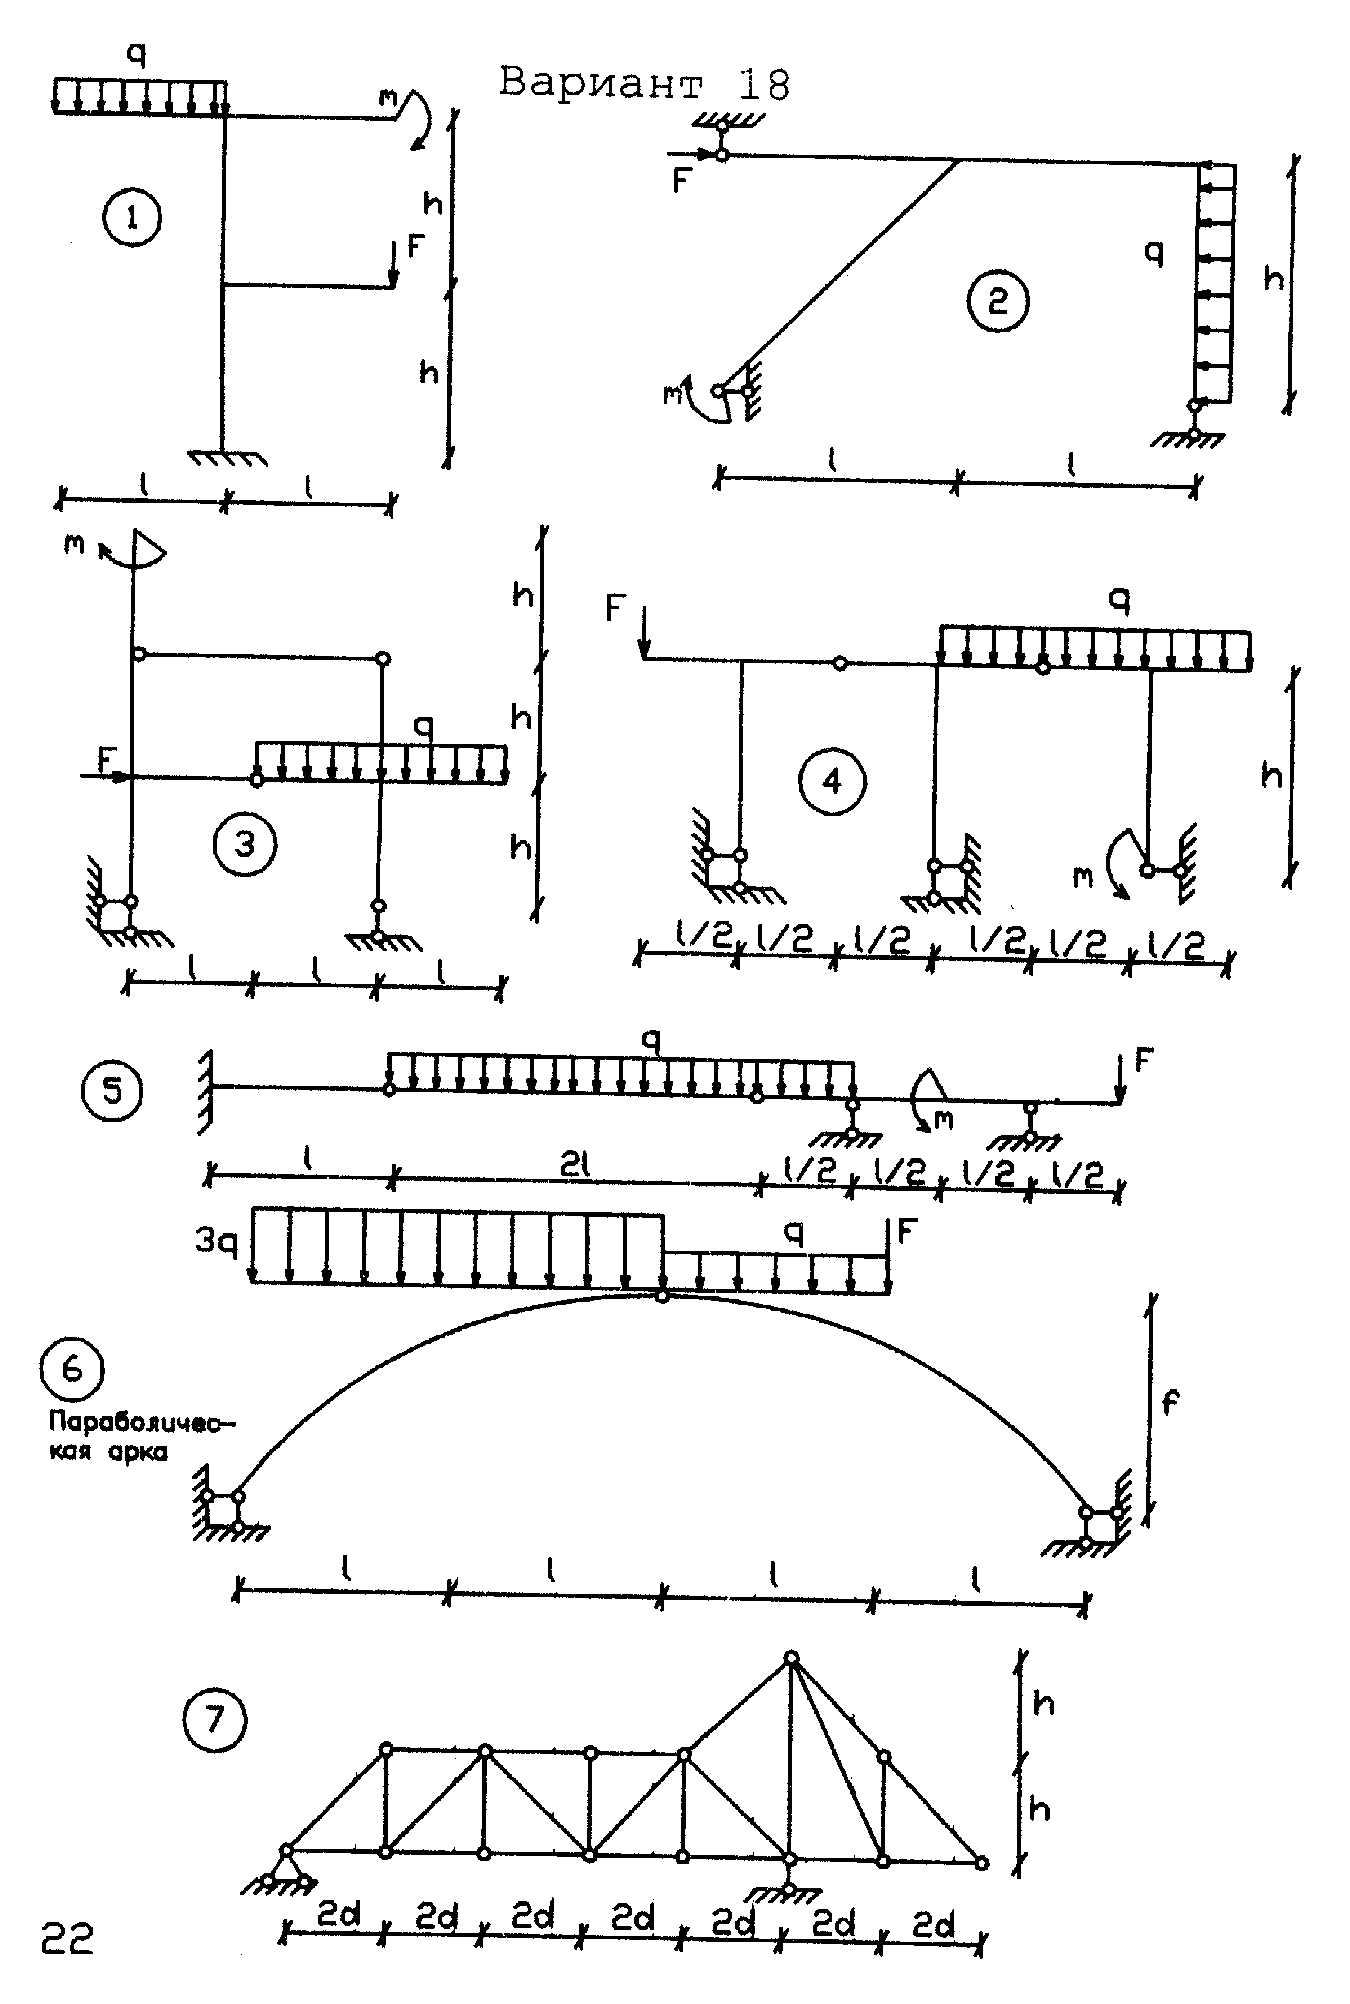 Вариант 18
q
m
h
F
h
1
l l
F
q
h
2
m
l l
m
h
h
q
F
h
3
l l l
F
q
h
4
m
l/2 l/2 l/2 l/2 l/2 l/2
5
q
F
m
l 2l l/2 l/2 l/2 l/2
3q
q
F
6
Параболичес-
кая арка
f
l l l l
7
h
h
2d 2d 2d 2d 2d 2d 2d
22